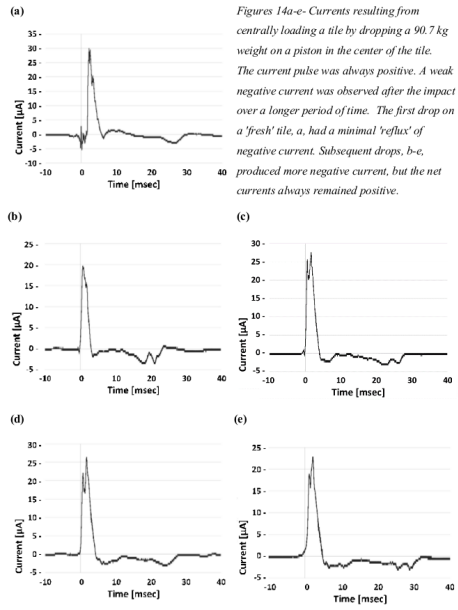 (a)
Figures 14a-e- Currents resulting from
centrally loading a tile by dropping a 90.7 kg
weight on a piston in the center of the tile.
The current pulse was always positive. A weak
negative current was observed after the impact
over a longer period of time. The first drop on
a 'fresh' tile, a, had a minimal 'reflux' of
negative current. Subsequent drops, b-e,
produced more negative current, but the net
currents always remained positive.
Current [µA]
35
30
25
20
15
10
5
0
-5
-10
-10 0 10 20 30 40
Time [msec]
(b)
Current [µA]
25
20
15
10
5
0
-5
-10 0 10 20 30 40
Time [msec]
(c)
Current [µA]
30
25
20
15
10
5
0
-5
-10 0 10 20 30 40
Time [msec]
(d)
Current [µA]
30
25
20
15
10
5
0
-5
-10 0 10 20 30 40
Time [msec]
(e)
Current [µA]
25
20
15
10
5
0
-5
-10 0 10 20 30 40
Time [msec]